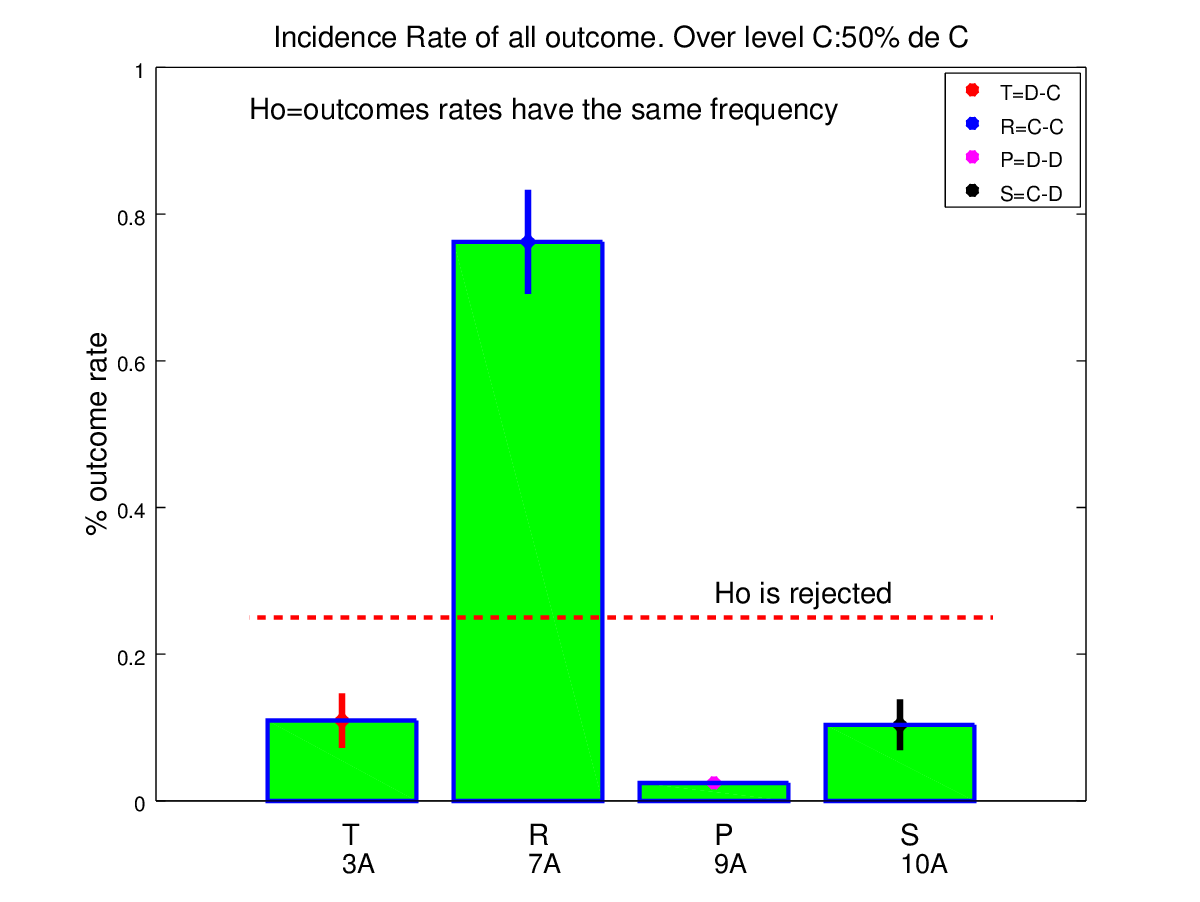 Incidence Rate of all outcome. Over level C:50% de C
Ho=outcomes rates have the same frequency
T=D-C
R=C-C
P=D-D
S=C-D
% outcome rate
1
0.8
0.6
0.4
0.2
0
Ho is rejected
T R P S
3A 7A 9A 10A